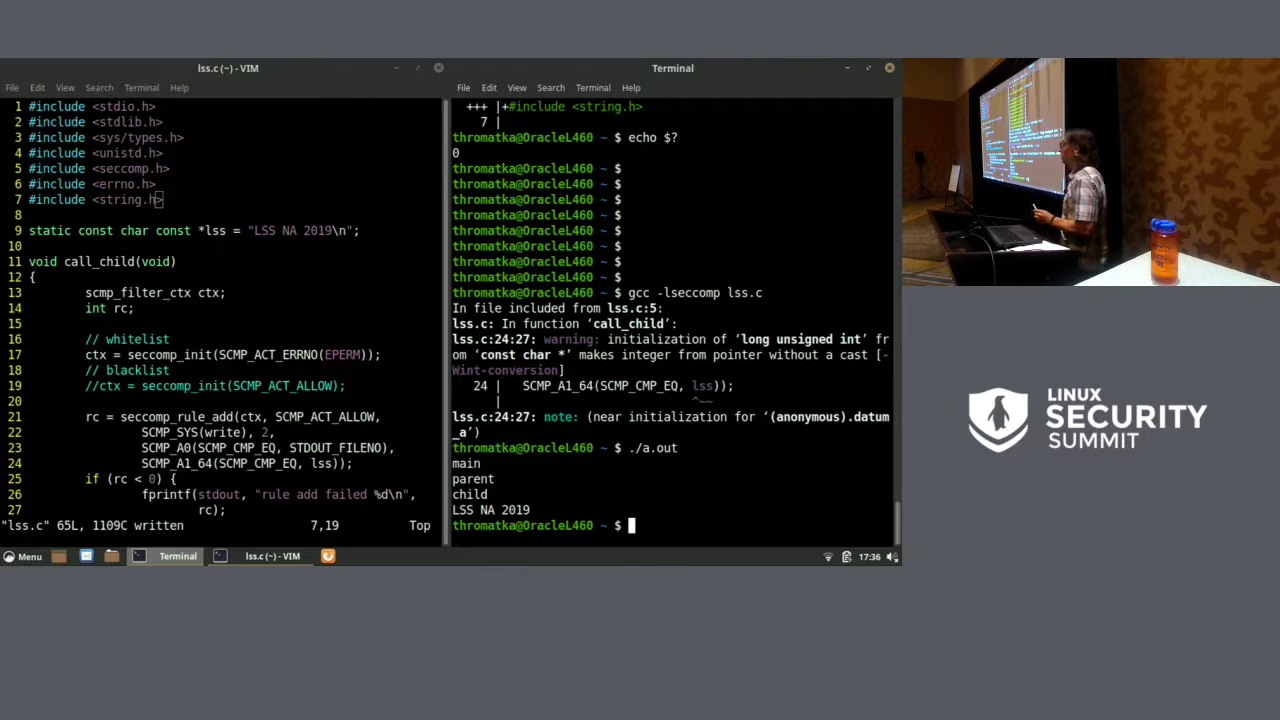 lss.c (~) - VIM
File Edit View Search Terminal Help
1 #include <stdio.h>
2 #include <stdlib.h>
3 #include <sys/types.h>
4 #include <unistd.h>
5 #include <seccomp.h>
6 #include <errno.h>
7 #include <string.h>
8
9 static const char const *lss = "LSS NA 2019\n";
10
11 void call_child(void)
12 {
13 scmp_filter_ctx ctx;
14 int rc;
15
16 // whitelist
17 ctx = seccomp_init(SCMP_ACT_ERRNO(EPERM));
18 // blacklist
19 //ctx = seccomp_init(SCMP_ACT_ALLOW);
20
21 rc = seccomp_rule_add(ctx, SCMP_ACT_ALLOW,
22 SCMP_SYS(write), 2,
23 SCMP_A0(SCMP_CMP_EQ, STDOUT_FILENO),
24 SCMP_A1_64(SCMP_CMP_EQ, lss));
25 if (rc < 0) {
26 fprintf(stdout, "rule add failed %d\n",
27 rc);
"lss.c" 65L, 1109C written 7,19 Top
Terminal
File Edit View Search Terminal Help
+++ |+#include <string.h>
7 |
thromatka@OracleL460 ~ $ echo $?
0
thromatka@OracleL460 ~ $
thromatka@OracleL460 ~ $
thromatka@OracleL460 ~ $
thromatka@OracleL460 ~ $
thromatka@OracleL460 ~ $
thromatka@OracleL460 ~ $
thromatka@OracleL460 ~ $
thromatka@OracleL460 ~ $
thromatka@OracleL460 ~ $ gcc -lseccomp lss.c
In file included from lss.c:5:
lss.c: In function ‘call_child’:
lss.c:24:27: warning: initialization of ‘long unsigned int’ fr
om ‘const char *’ makes integer from pointer without a cast [-
Wint-conversion]
24 | SCMP_A1_64(SCMP_CMP_EQ, lss));
| ^~~
lss.c:24:27: note: (near initialization for ‘(anonymous).datum
_a’)
thromatka@OracleL460 ~ $ ./a.out
main
parent
child
LSS NA 2019
thromatka@OracleL460 ~ $
Menu Terminal lss.c (~) - VIM 17:36
LINUX
SECURITY
SUMMIT